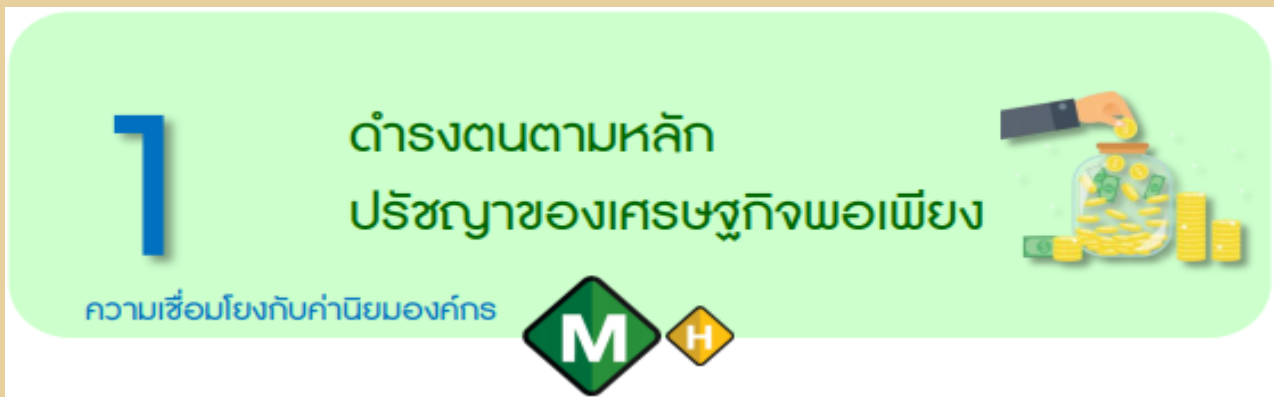 1
ดำรงตนตามหลัก
ปรัชญาของเศรษฐกิจพอเพียง
ความเชื่อมโยงกับค่านิยมองค์กร
M
H